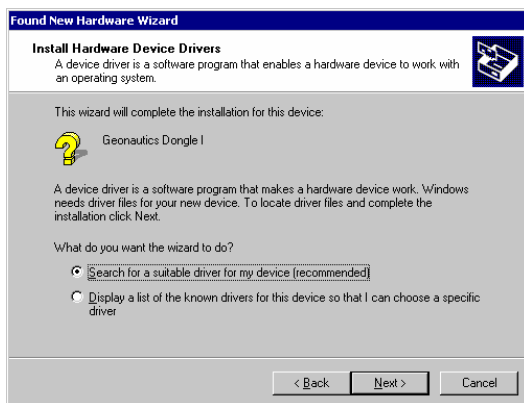 Found New Hardware Wizard
Install Hardware Device Drivers
A device driver is a software program that enables a hardware device to work with
an operating system.
This wizard will complete the installation for this device:
Geonautics Dongle I
A device driver is a software program that makes a hardware device work. Windows
needs driver files for your new device. To locate driver files and complete the
installation click Next.
What do you want the wizard to do?
Search for a suitable driver for my device (recommended)
Display a list of the known drivers for this device so that I can choose a specific
driver
< Back Next > Cancel